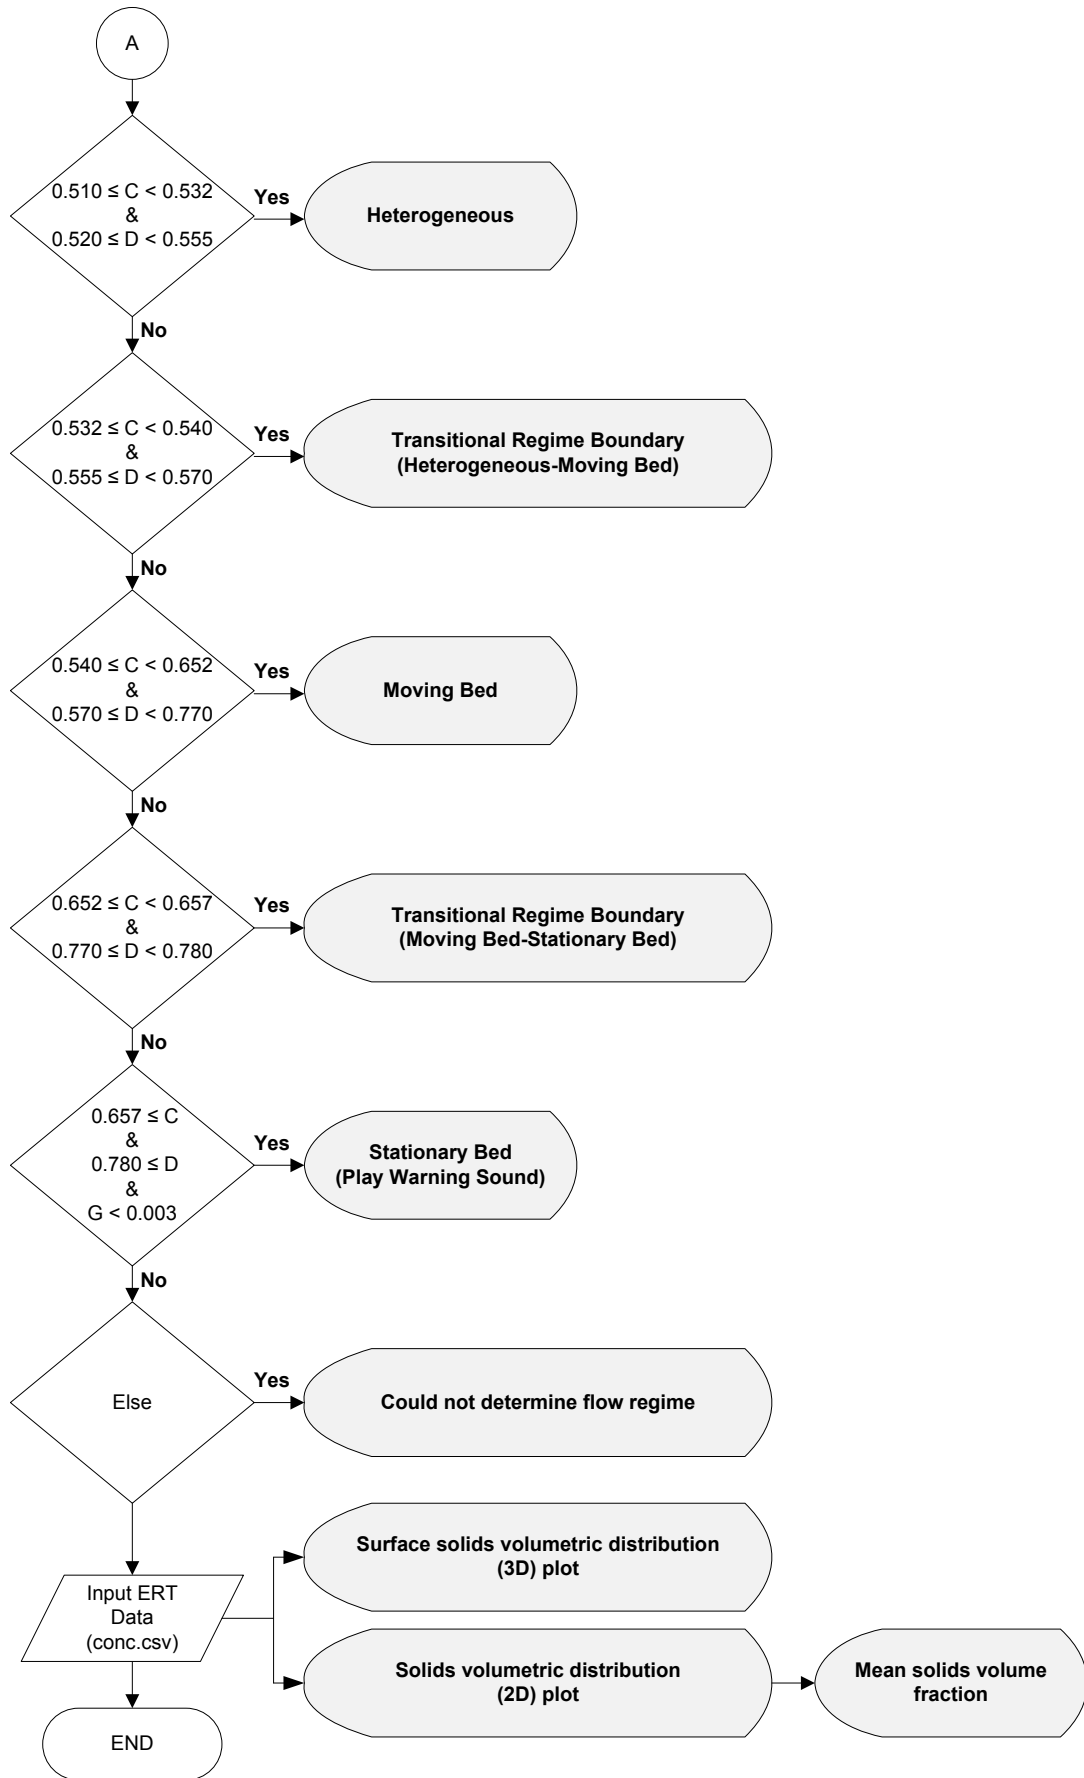 A
0.510 ≤ C < 0.532
&
0.520 ≤ D < 0.555
Yes
Heterogeneous
No
0.532 ≤ C < 0.540
&
0.555 ≤ D < 0.570
Yes
Transitional Regime Boundary
(Heterogeneous-Moving Bed)
No
0.540 ≤ C < 0.652
&
0.570 ≤ D < 0.770
Yes
Moving Bed
No
0.652 ≤ C < 0.657
&
0.770 ≤ D < 0.780
Yes
Transitional Regime Boundary
(Moving Bed-Stationary Bed)
No
0.657 ≤ C
&
0.780 ≤ D
&
G < 0.003
Yes
Stationary Bed
(Play Warning Sound)
No
Else
Yes
Could not determine flow regime
Surface solids volumetric distribution
(3D) plot
Input ERT
Data
(conc.csv)
Solids volumetric distribution
(2D) plot
Mean solids volume
fraction
END